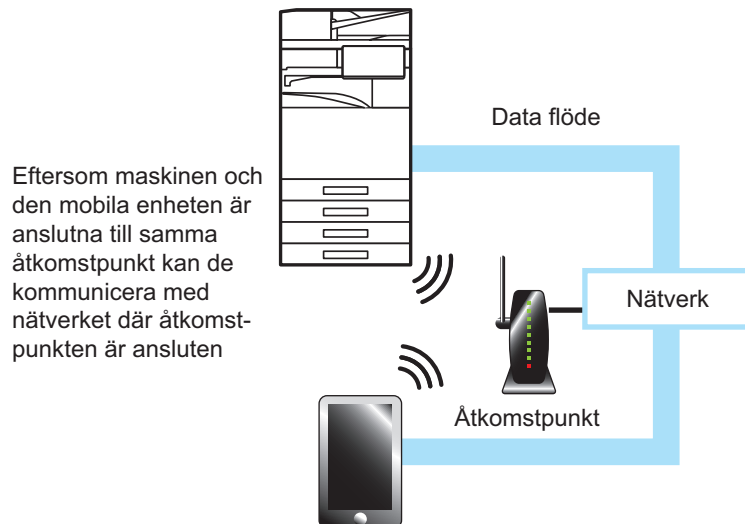 Data flöde
Eftersom maskinen och
den mobila enheten är
anslutna till samma
åtkomstpunkt kan de
kommunicera med
nätverket där åtkomst-
punkten är ansluten
Nätverk
Åtkomstpunkt